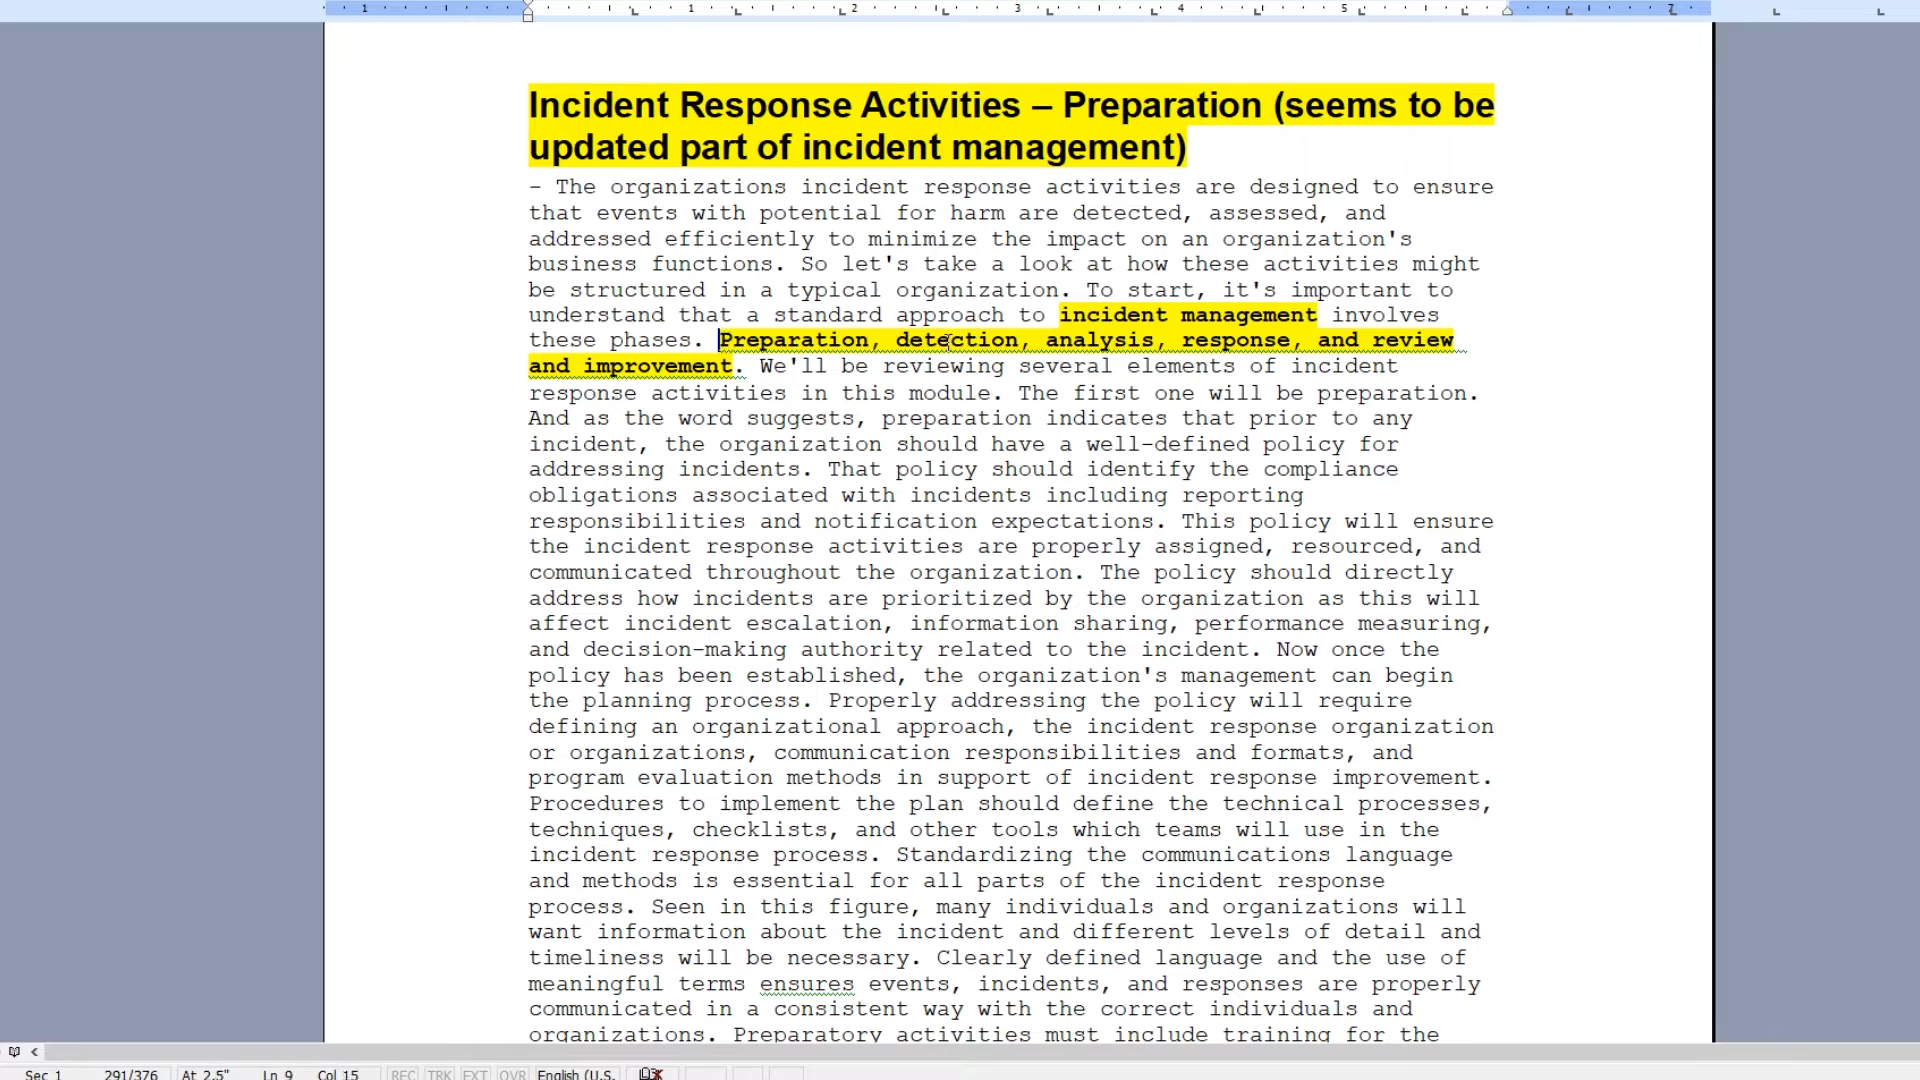 1 1 2 3 4 5 7
Incident Response Activities – Preparation (seems to be
updated part of incident management)
- The organizations incident response activities are designed to ensure
that events with potential for harm are detected, assessed, and
addressed efficiently to minimize the impact on an organization's
business functions. So let's take a look at how these activities might
be structured in a typical organization. To start, it's important to
understand that a standard approach to incident management involves
these phases. Preparation, detection, analysis, response, and review
and improvement. We'll be reviewing several elements of incident
response activities in this module. The first one will be preparation.
And as the word suggests, preparation indicates that prior to any
incident, the organization should have a well-defined policy for
addressing incidents. That policy should identify the compliance
obligations associated with incidents including reporting
responsibilities and notification expectations. This policy will ensure
the incident response activities are properly assigned, resourced, and
communicated throughout the organization. The policy should directly
address how incidents are prioritized by the organization as this will
affect incident escalation, information sharing, performance measuring,
and decision-making authority related to the incident. Now once the
policy has been established, the organization's management can begin
the planning process. Properly addressing the policy will require
defining an organizational approach, the incident response organization
or organizations, communication responsibilities and formats, and
program evaluation methods in support of incident response improvement.
Procedures to implement the plan should define the technical processes,
techniques, checklists, and other tools which teams will use in the
incident response process. Standardizing the communications language
and methods is essential for all parts of the incident response
process. Seen in this figure, many individuals and organizations will
want information about the incident and different levels of detail and
timeliness will be necessary. Clearly defined language and the use of
meaningful terms ensures events, incidents, and responses are properly
communicated in a consistent way with the correct individuals and
organizations. Preparatory activities must include training for the
Sec 1 291/376 At 2.5" Ln 9 Col 15 REC TRK EXT OVR English (U.S.